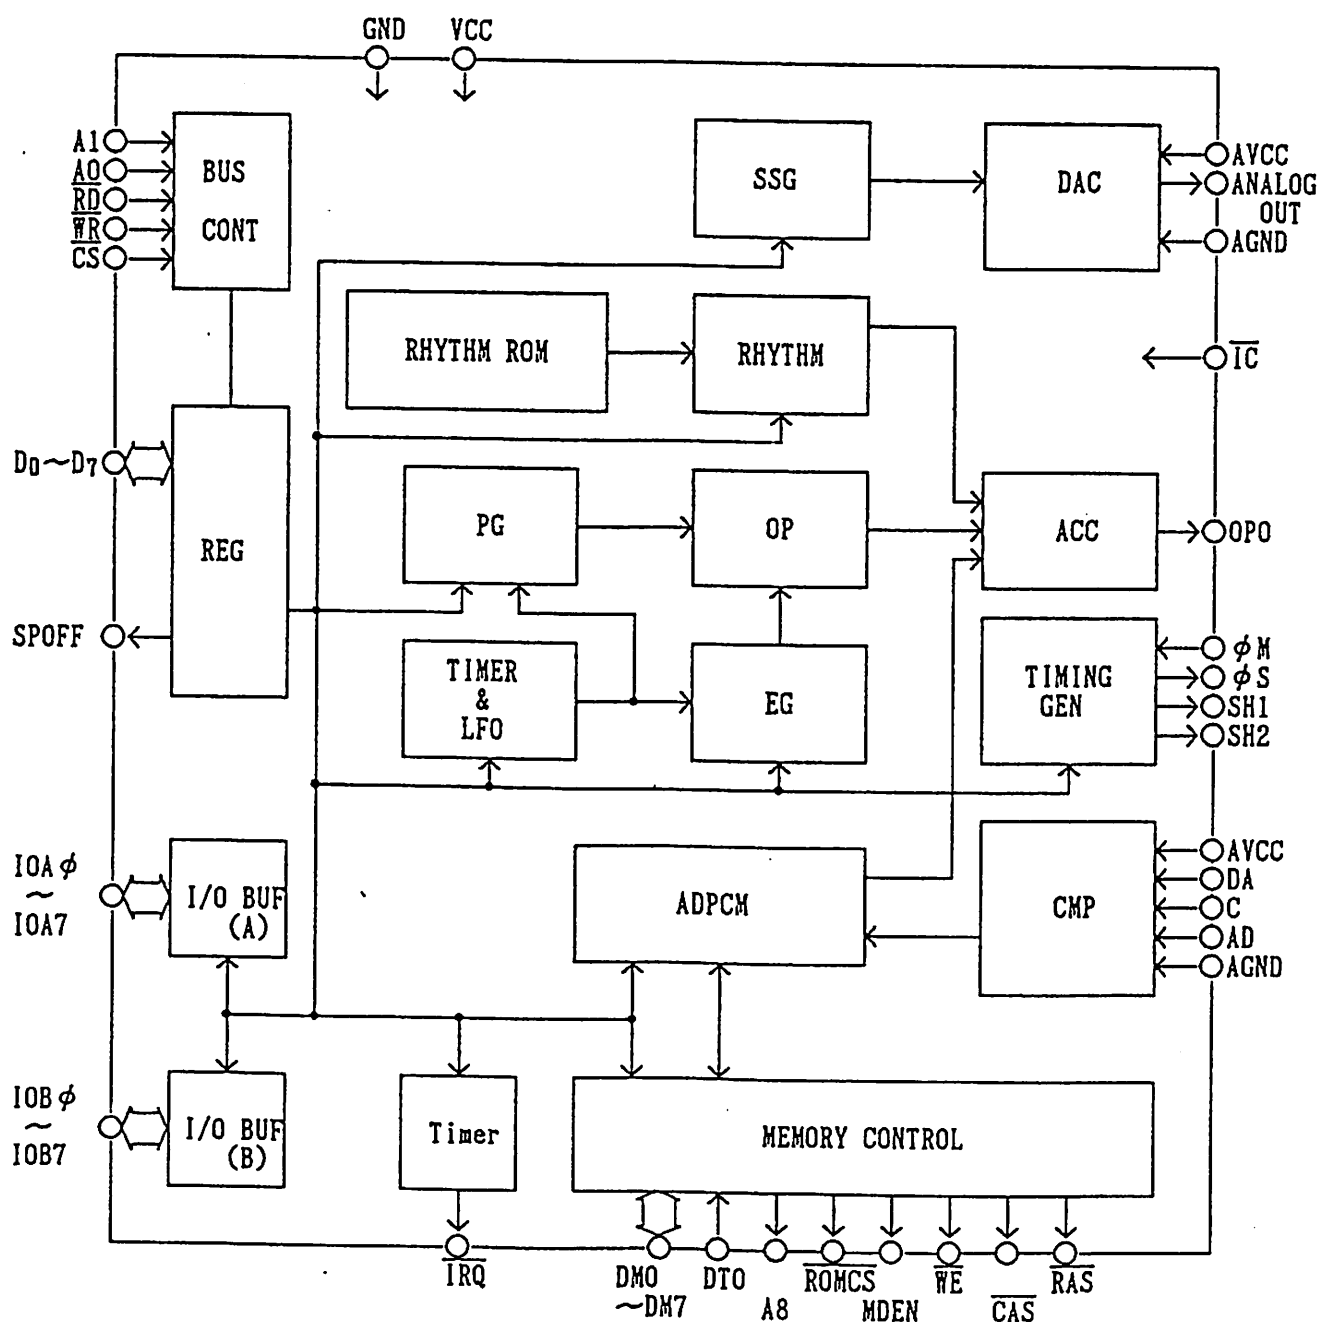 GND VCC
A1
A0
RD
WR
CS
BUS
CONT
SSG
DAC
AVCC
ANALOG
OUT
AGND
RHYTHM ROM
RHYTHM
IC
D0~D7
REG
PG
OP
ACC
OPO
SPOFF
TIMER
&
LFO
EG
TIMING
GEN
φM
φS
SH1
SH2
IOAφ
~
IOA7
I/O BUF
(A)
ADPCM
CMP
AVCC
DA
C
AD
AGND
IOBφ
~
IOB7
I/O BUF
(B)
Timer
MEMORY CONTROL
IRQ
DM0
~DM7
DT0
A8
ROMCS
MDEN
WE
CAS
RAS